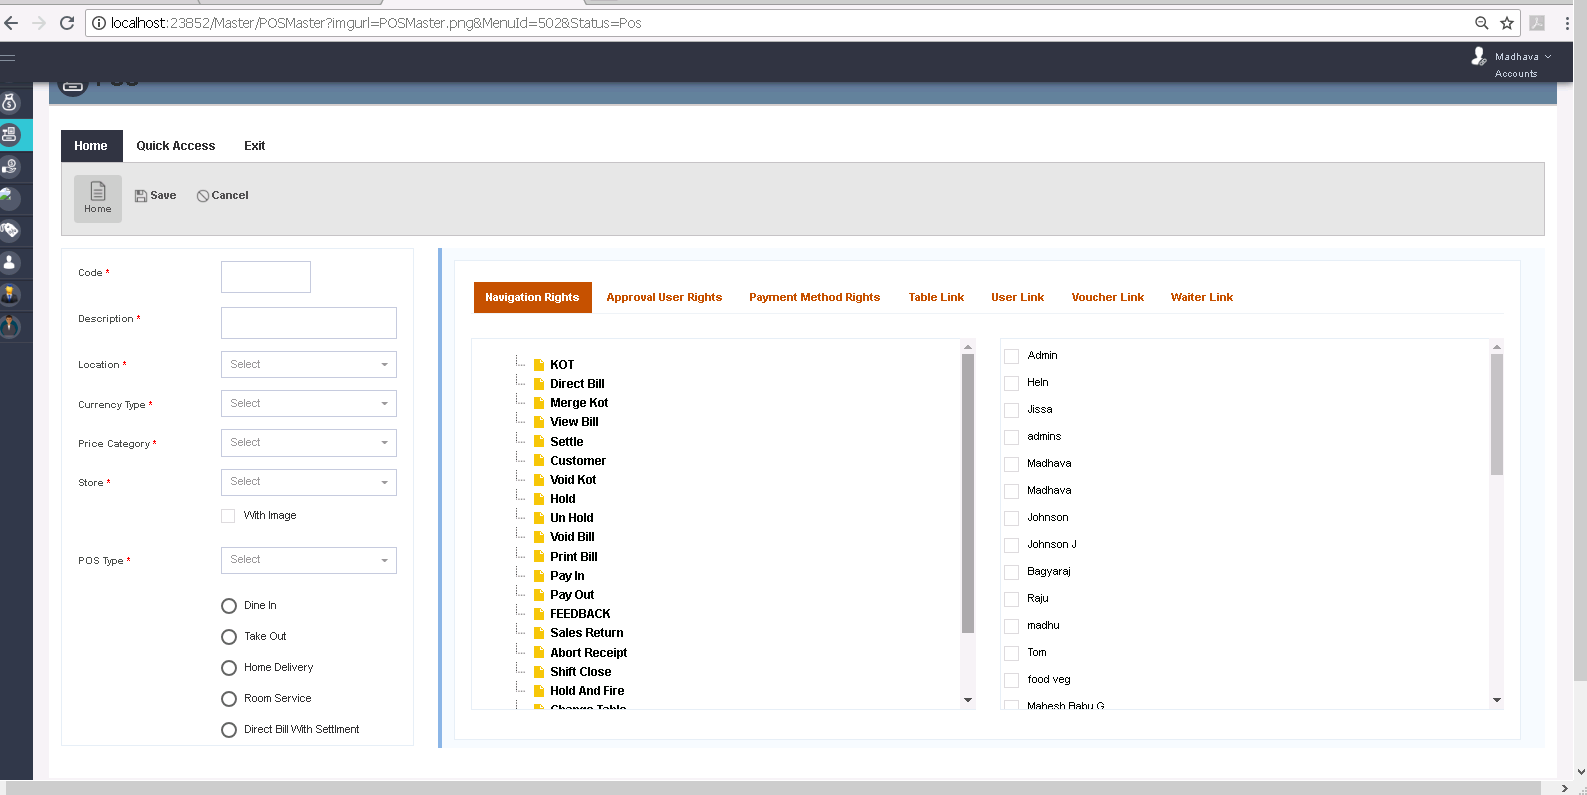 localhost:23852/Master/POSMaster?imgurl=POSMaster.png&MenuId=502&Status=Pos
Madhava
Accounts
POS
Home Quick Access Exit
Home Save Cancel
Code *
Description *
Location * Select
Currency Type * Select
Price Category * Select
Store * Select
With Image
POS Type * Select
Dine In
Take Out
Home Delivery
Room Service
Direct Bill With Settlment
Navigation Rights Approval User Rights Payment Method Rights Table Link User Link Voucher Link Waiter Link
KOT
Direct Bill
Merge Kot
View Bill
Settle
Customer
Void Kot
Hold
Un Hold
Void Bill
Print Bill
Pay In
Pay Out
FEEDBACK
Sales Return
Abort Receipt
Shift Close
Hold And Fire
Change Table
Admin
Heln
Jissa
admins
Madhava
Madhava
Johnson
Johnson J
Bagyaraj
Raju
madhu
Tom
food veg
Mahesh Babu G